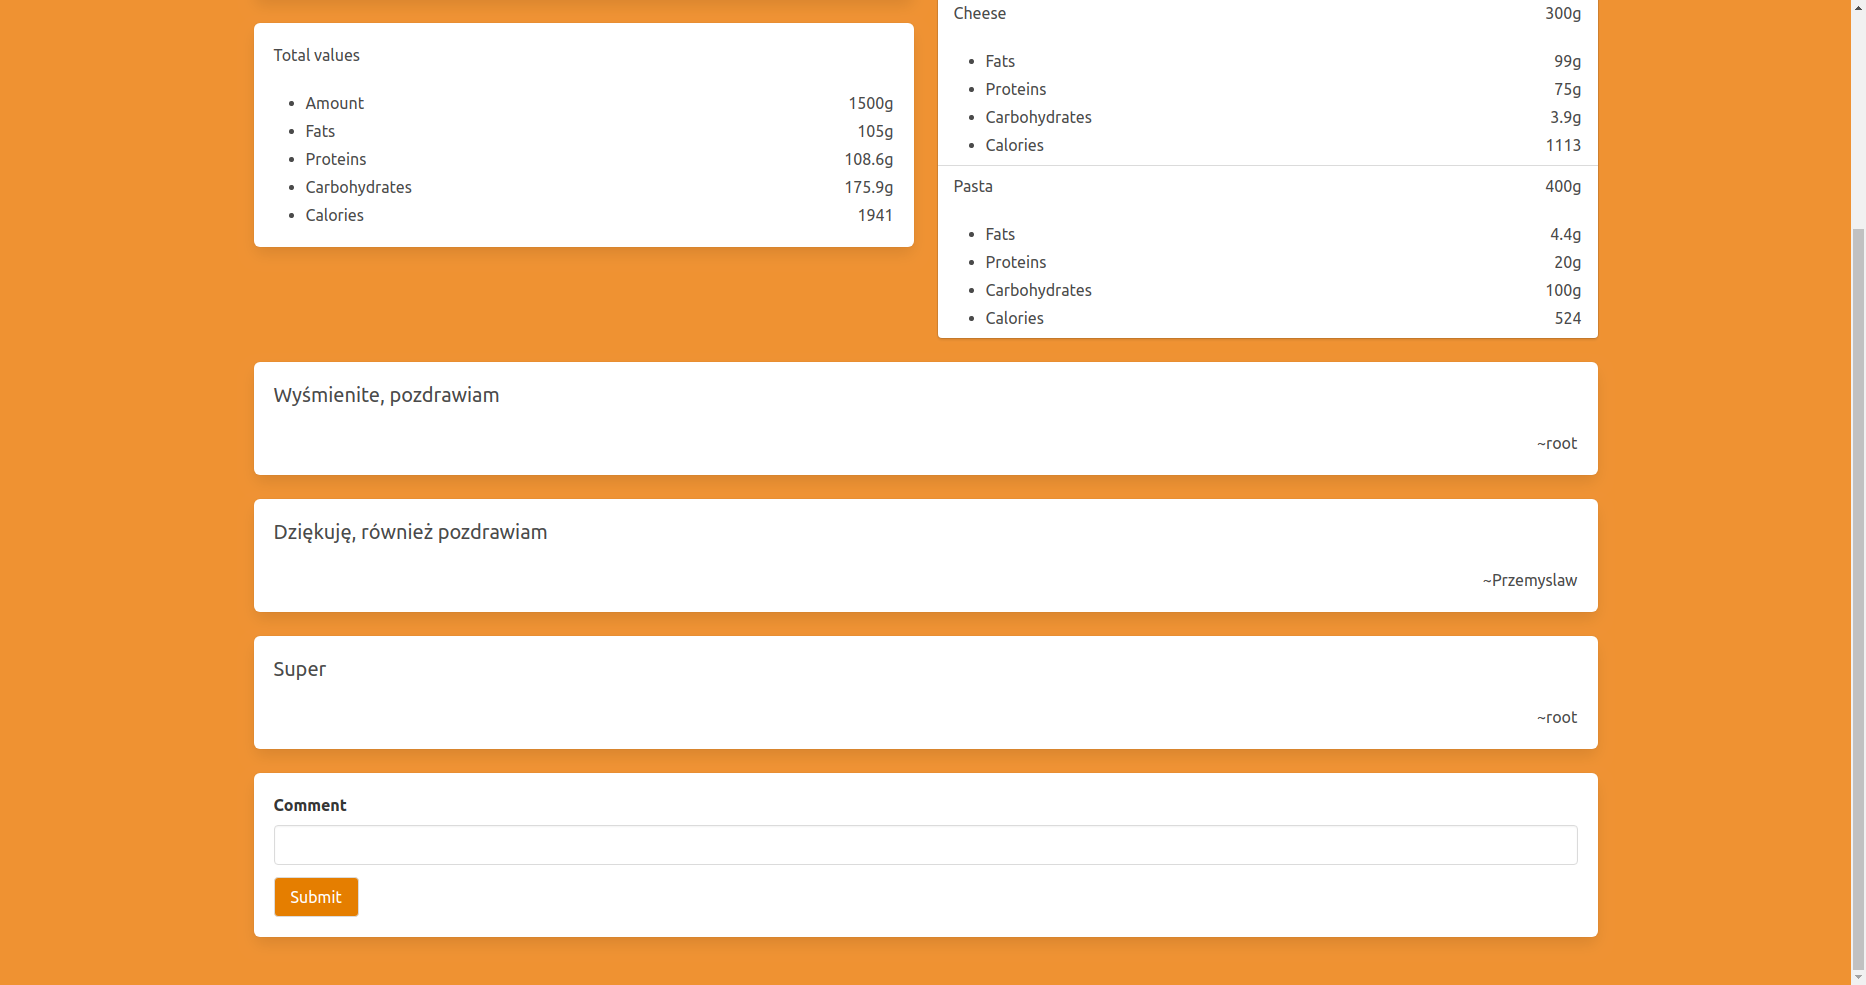 Total values
Amount 1500g
Fats 105g
Proteins 108.6g
Carbohydrates 175.9g
Calories 1941
Cheese 300g
Fats 99g
Proteins 75g
Carbohydrates 3.9g
Calories 1113
Pasta 400g
Fats 4.4g
Proteins 20g
Carbohydrates 100g
Calories 524
Wyśmienite, pozdrawiam
~root
Dziękuję, również pozdrawiam
~Przemyslaw
Super
~root
Comment
Submit